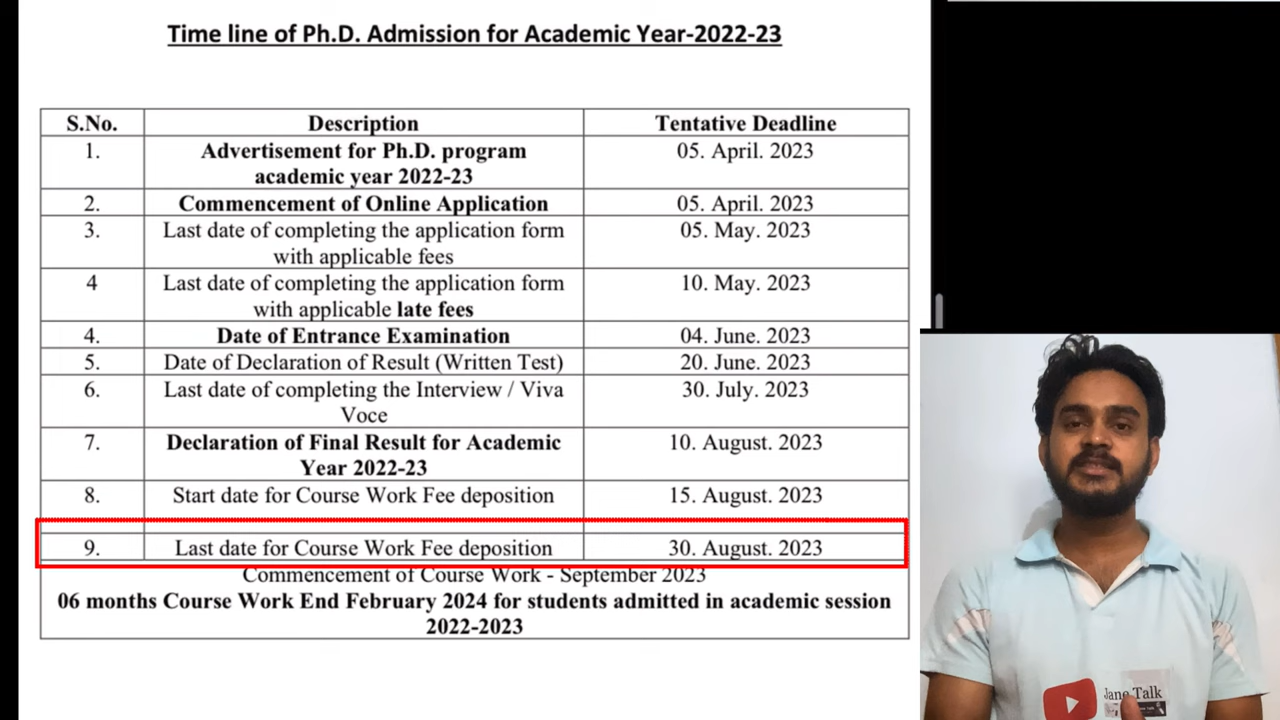 Time line of Ph.D. Admission for Academic Year-2022-23
S.No. Description Tentative Deadline
1. Advertisement for Ph.D. program 05. April. 2023
academic year 2022-23
2. Commencement of Online Application 05. April. 2023
3. Last date of completing the application form 05. May. 2023
with applicable fees
4 Last date of completing the application form 10. May. 2023
with applicable late fees
4. Date of Entrance Examination 04. June. 2023
5. Date of Declaration of Result (Written Test) 20. June. 2023
6. Last date of completing the Interview / Viva 30. July. 2023
Voce
7. Declaration of Final Result for Academic 10. August. 2023
Year 2022-23
8. Start date for Course Work Fee deposition 15. August. 2023
9. Last date for Course Work Fee deposition 30. August. 2023
Commencement of Course Work - September 2023
06 months Course Work End February 2024 for students admitted in academic session
2022-2023
Jane Talk